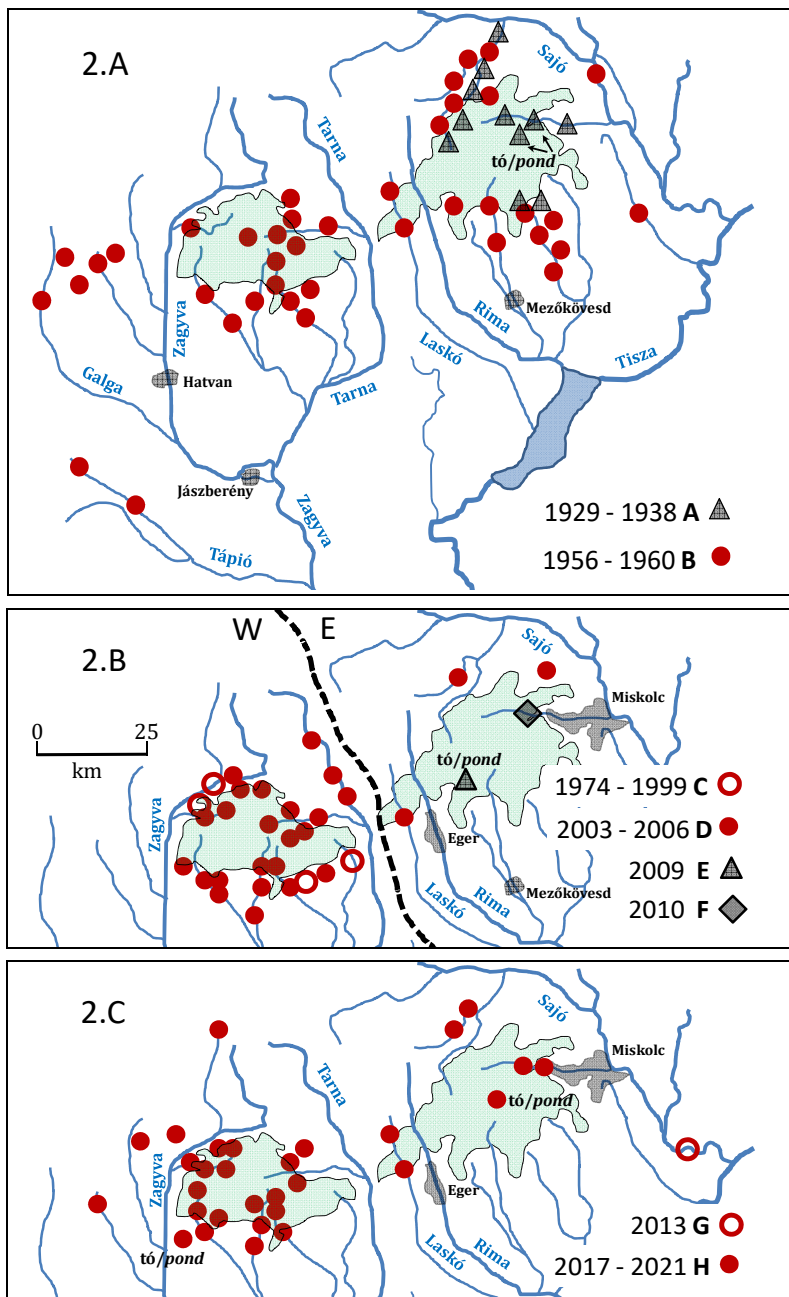 2.A
Sajó
Tarna
tó/pond
Zagyva
Rima
Mezőkövesd
Laskó
Tisza
Galga
Hatvan
Tarna
Jászberény
Zagyva
Tápió
1929 - 1938 A
1956 - 1960 B
2.B
W E
Sajó
Miskolc
0 25
km
tó/pond
Zagyva
Eger
Laskó
Rima
Mezőkövesd
1974 - 1999 C
2003 - 2006 D
2009 E
2010 F
2.C
Sajó
Tarna
Miskolc
tó/pond
Zagyva
Eger
tó/pond
Laskó
Rima
2013 G
2017 - 2021 H